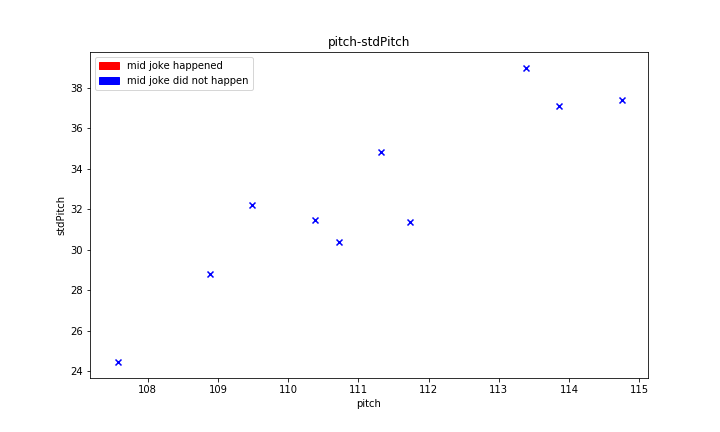 pitch-stdPitch
mid joke happened
mid joke did not happen
38
36
34
32
30
28
26
24
stdPitch
108 109 110 111 112 113 114 115
pitch